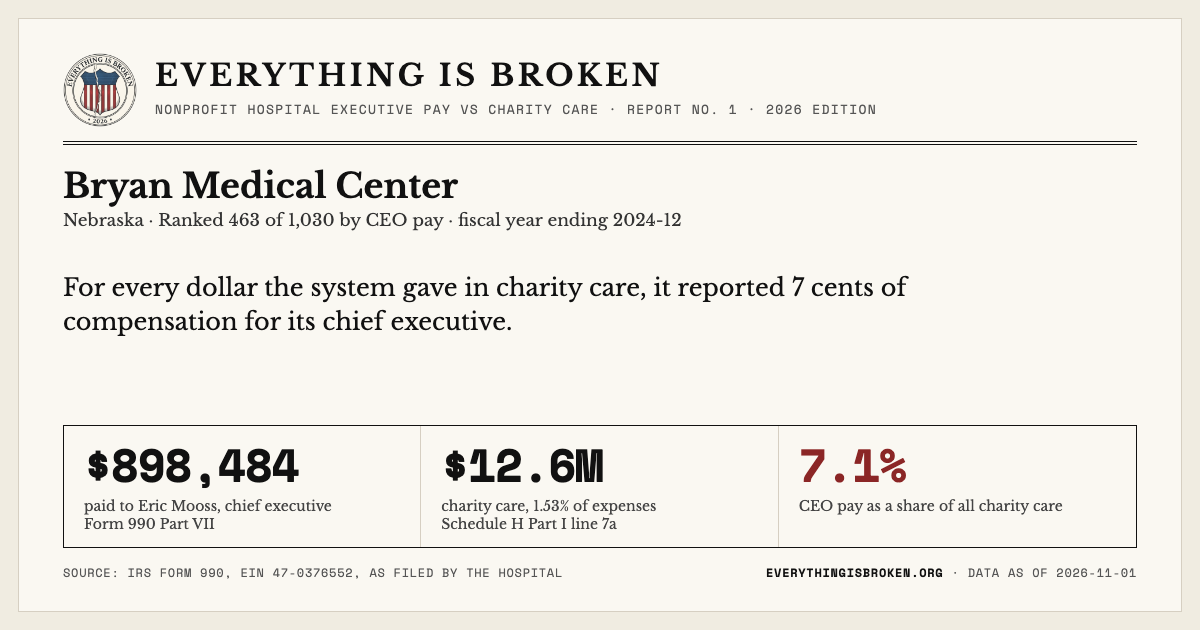 EVERYTHING IS BROKEN
· 2026 ·
EVERYTHING IS BROKEN
NONPROFIT HOSPITAL EXECUTIVE PAY VS CHARITY CARE · REPORT NO. 1 · 2026 EDITION
Bryan Medical Center
Nebraska · Ranked 463 of 1,030 by CEO pay · fiscal year ending 2024-12
For every dollar the system gave in charity care, it reported 7 cents of
compensation for its chief executive.
$898,484
paid to Eric Mooss, chief executive
Form 990 Part VII
$12.6M
charity care, 1.53% of expenses
Schedule H Part I line 7a
7.1%
CEO pay as a share of all charity care
SOURCE: IRS FORM 990, EIN 47-0376552, AS FILED BY THE HOSPITAL
EVERYTHINGISBROKEN.ORG · DATA AS OF 2026-11-01